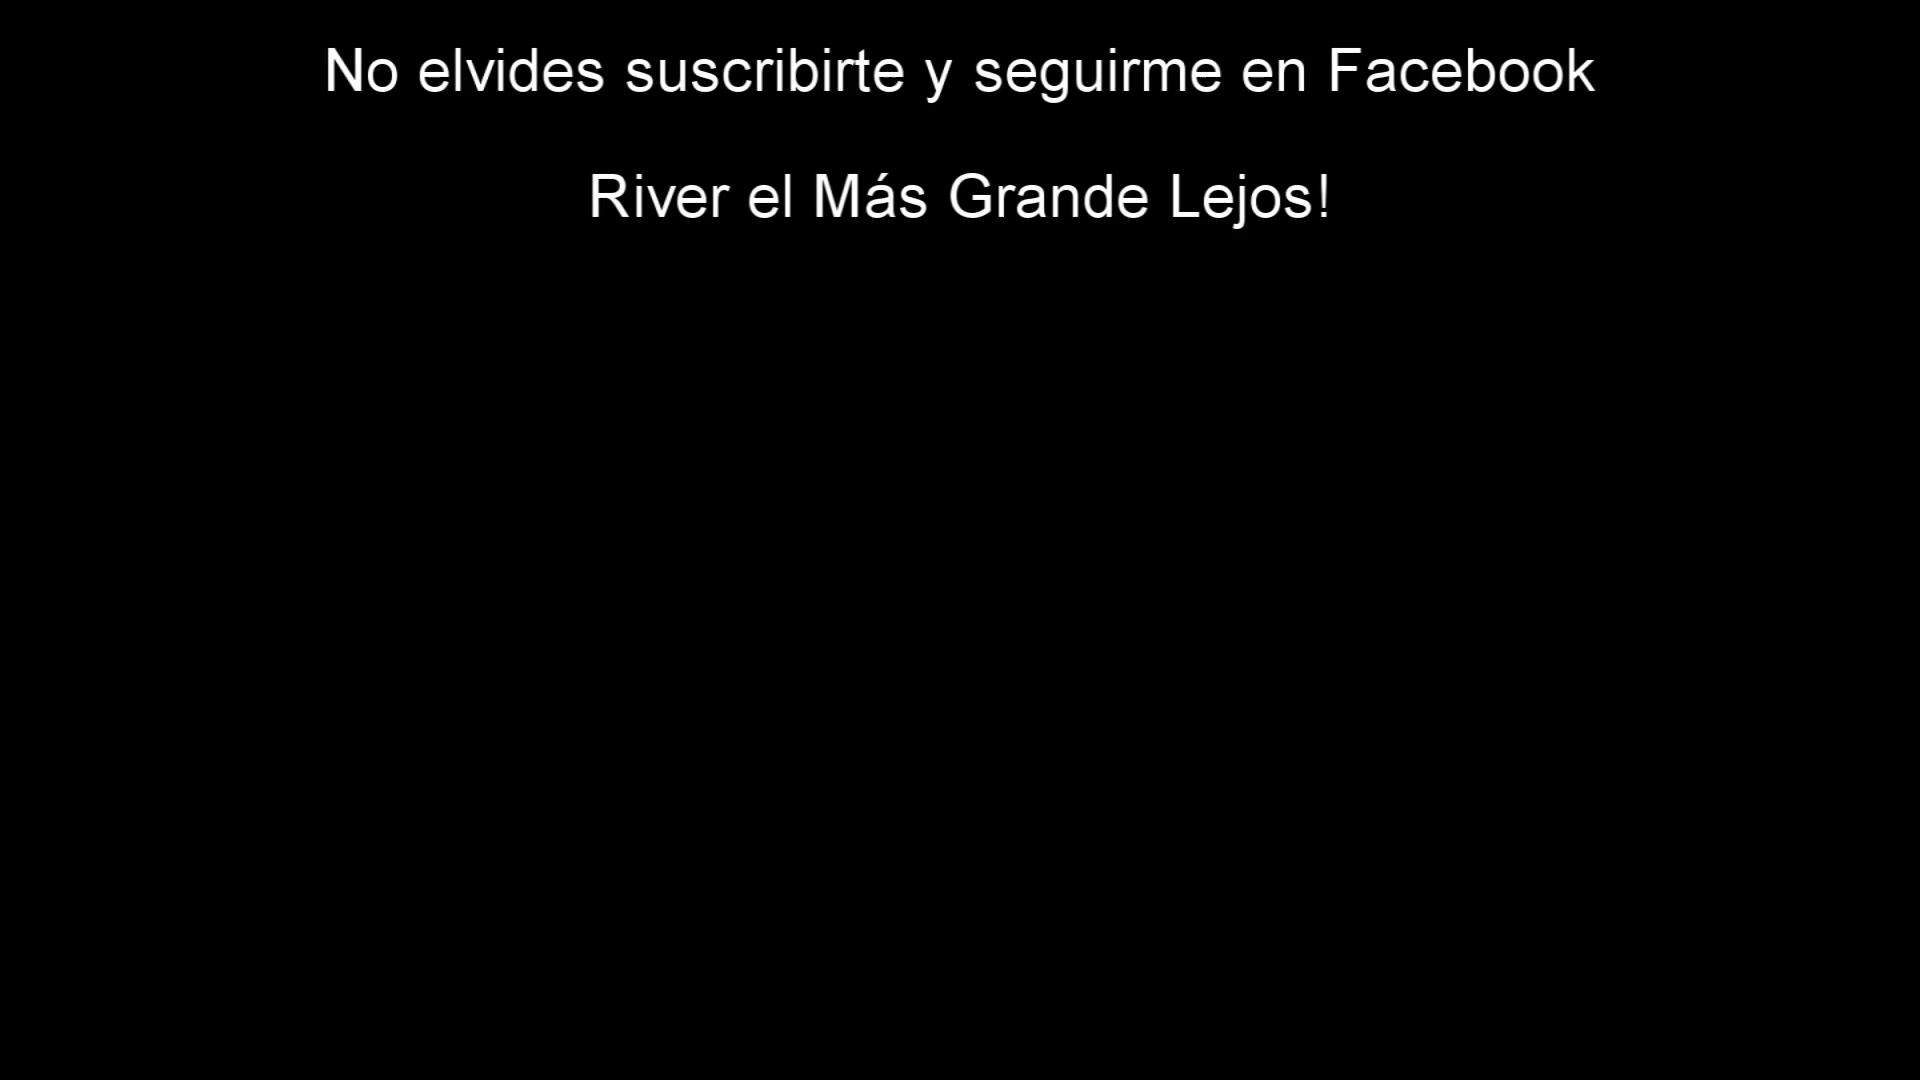 No elvides suscribirte y seguirme en Facebook
River el Más Grande Lejos!